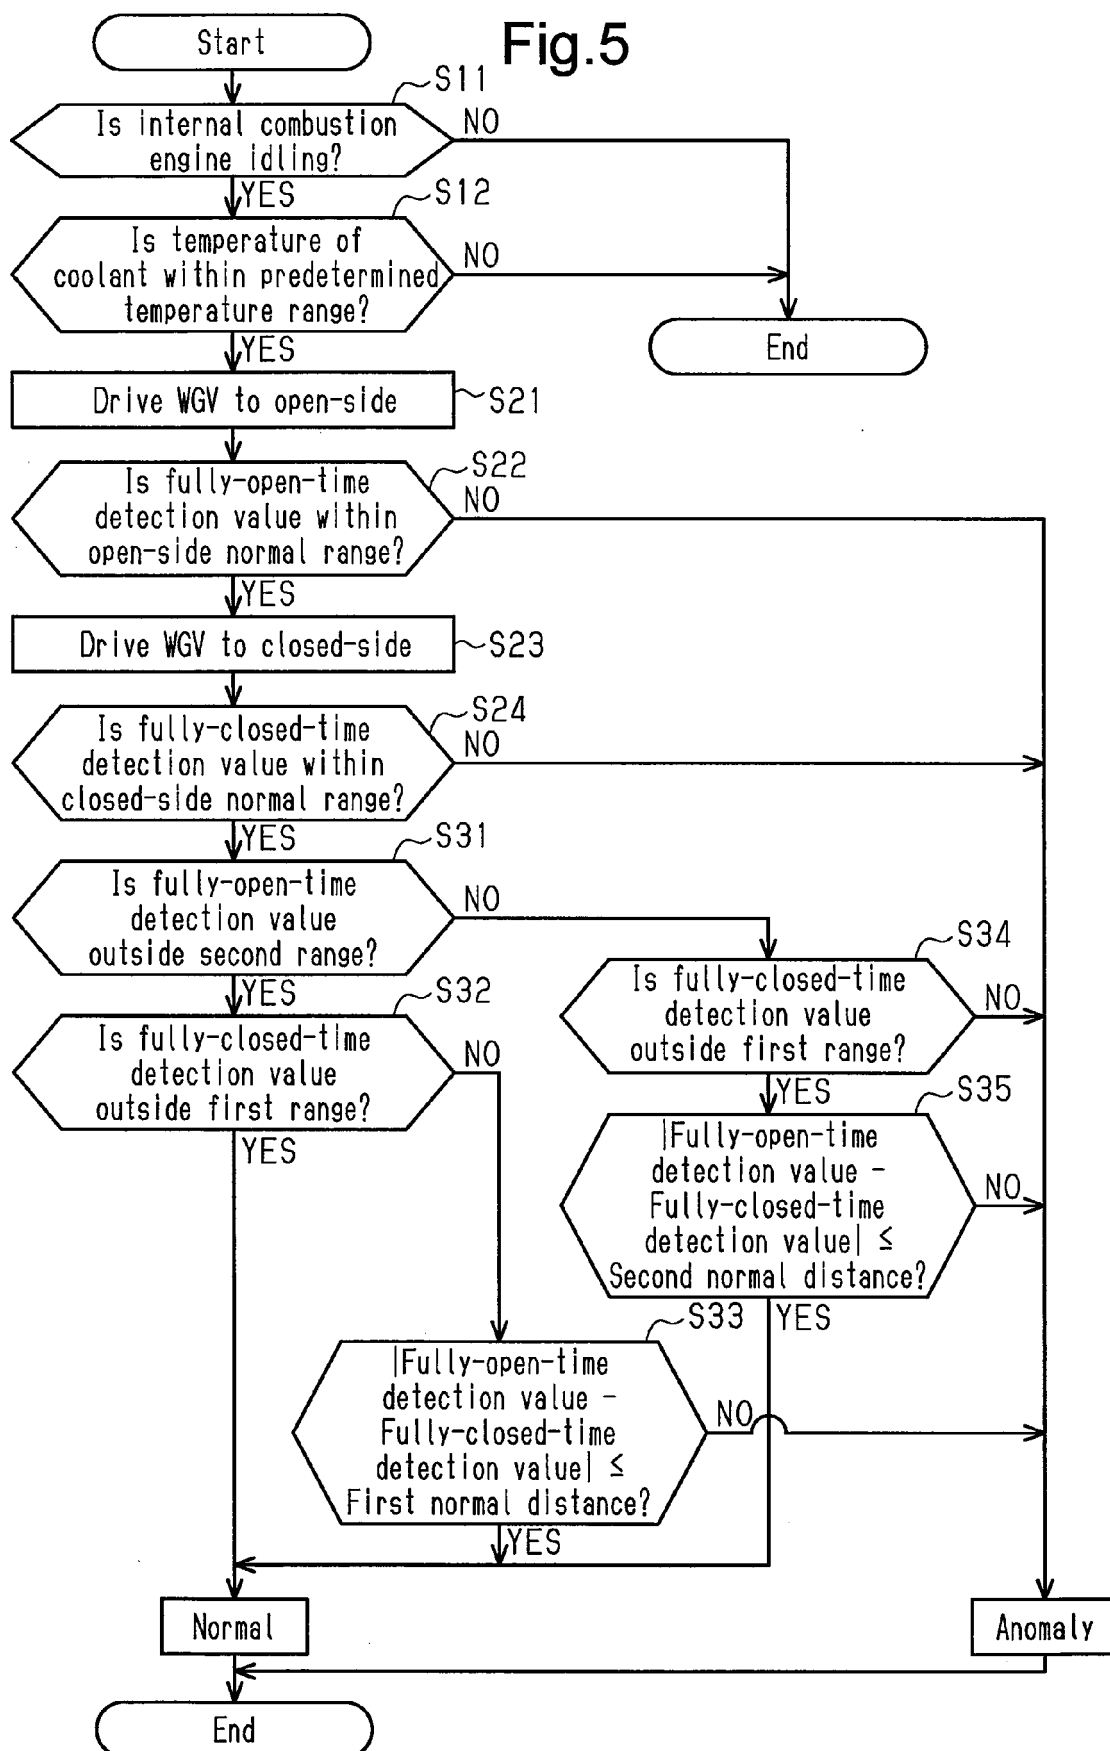 Fig.5
Start
S11
Is internal combustion
engine idling?
NO
YES
S12
Is temperature of
coolant within predetermined
temperature range?
NO
YES
End
Drive WGV to open-side
S21
S22
Is fully-open-time
detection value within
open-side normal range?
NO
YES
Drive WGV to closed-side
S23
S24
Is fully-closed-time
detection value within
closed-side normal range?
NO
YES
S31
Is fully-open-time
detection value
outside second range?
NO
YES
S34
Is fully-closed-time
detection value
outside first range?
NO
YES
S32
Is fully-closed-time
detection value
outside first range?
NO
YES
S35
|Fully-open-time
detection value -
Fully-closed-time
detection value| ≤
Second normal distance?
NO
YES
S33
|Fully-open-time
detection value -
Fully-closed-time
detection value| ≤
First normal distance?
NO
YES
Normal
Anomaly
End